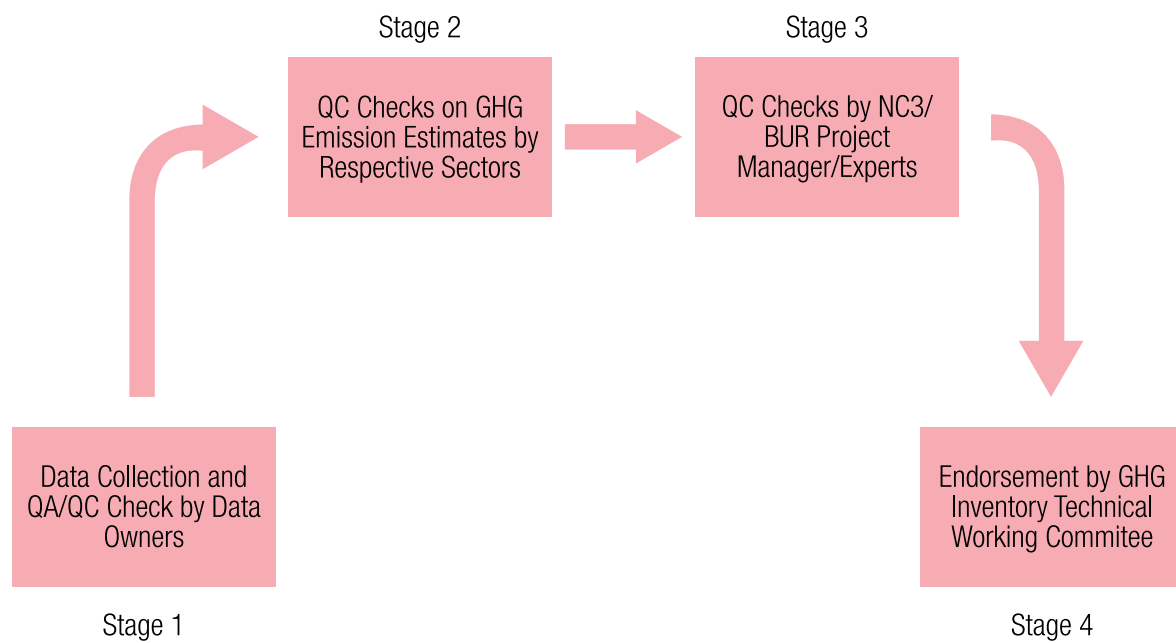 Stage 2
QC Checks on GHG
Emission Estimates by
Respective Sectors
Stage 3
QC Checks by NC3/
BUR Project
Manager/Experts
Data Collection and
QA/QC Check by Data
Owners
Stage 1
Endorsement by GHG
Inventory Technical
Working Commitee
Stage 4